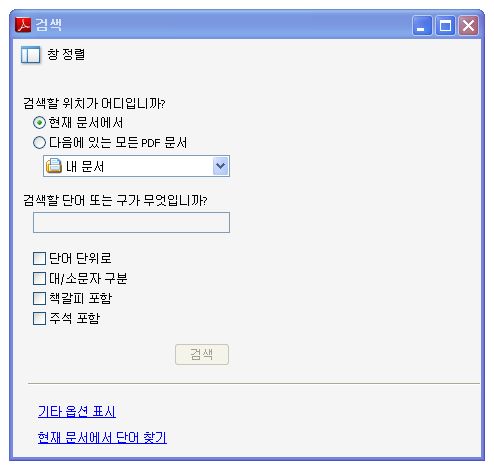 검색
창 정렬
검색할 위치가 어디입니까?
현재 문서에서
다음에 있는 모든 PDF 문서
내 문서
검색할 단어 또는 구가 무엇입니까?
단어 단위로
대/소문자 구분
책갈피 포함
주석 포함
검색
기타 옵션 표시
현재 문서에서 단어 찾기